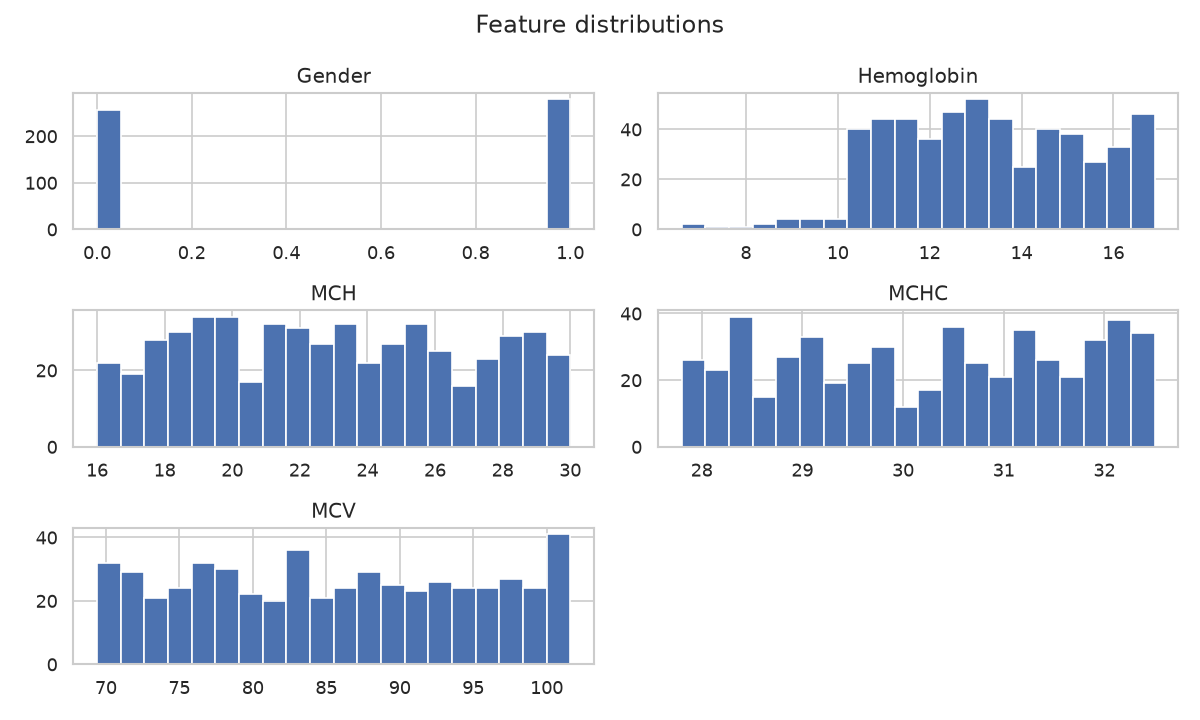 Feature distributions
Gender
200
100
0
0.0 0.2 0.4 0.6 0.8 1.0
Hemoglobin
40
20
0
8 10 12 14 16
MCH
20
0
16 18 20 22 24 26 28 30
MCHC
40
20
0
28 29 30 31 32
MCV
40
20
0
70 75 80 85 90 95 100